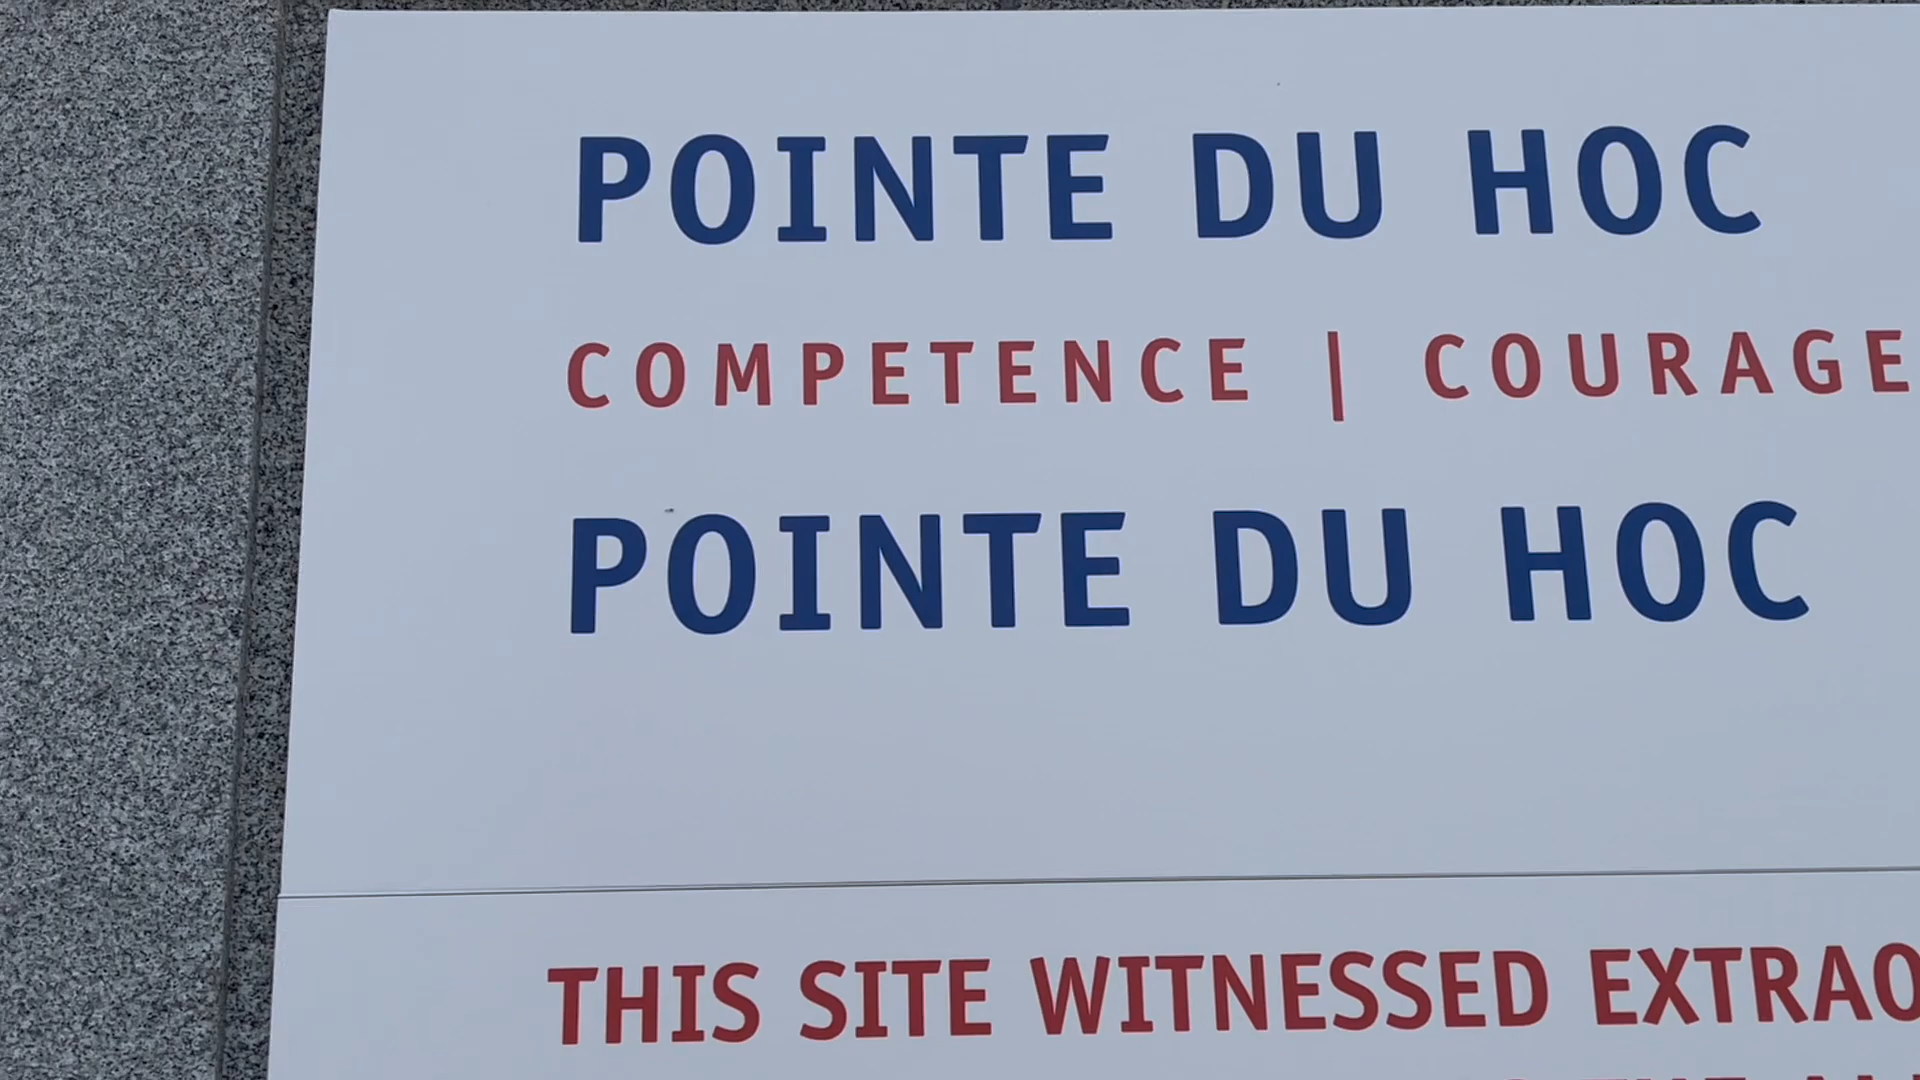 POINTE DU HOC
COMPETENCE | COURAGE
POINTE DU HOC
THIS SITE WITNESSED